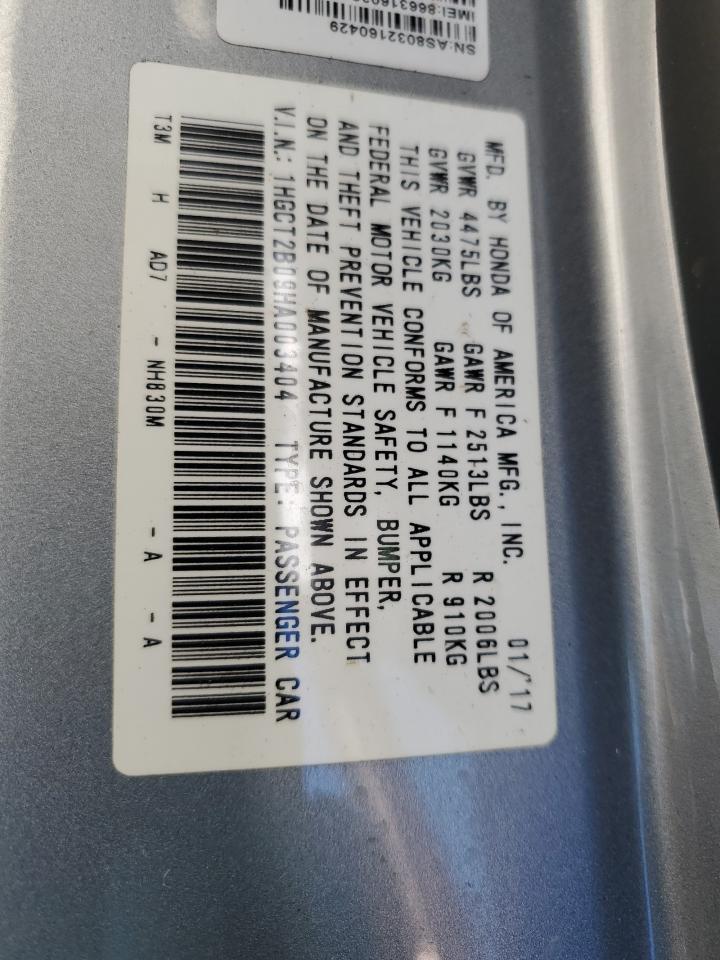 MFD. BY HONDA OF AMERICA MFG., INC. 01/'17
GVWR 4475LBS GAWR F 2513LBS R 2006LBS
GVWR 2030KG GAWR F 1140KG R 910KG
THIS VEHICLE CONFORMS TO ALL APPLICABLE
FEDERAL MOTOR VEHICLE SAFETY, BUMPER,
AND THEFT PREVENTION STANDARDS IN EFFECT
ON THE DATE OF MANUFACTURE SHOWN ABOVE.
V.I.N.: 1HGCT2B09HA003404 TYPE: PASSENGER CAR
T3M H AD7 - NH830M - A - A
SN:AS8032160429